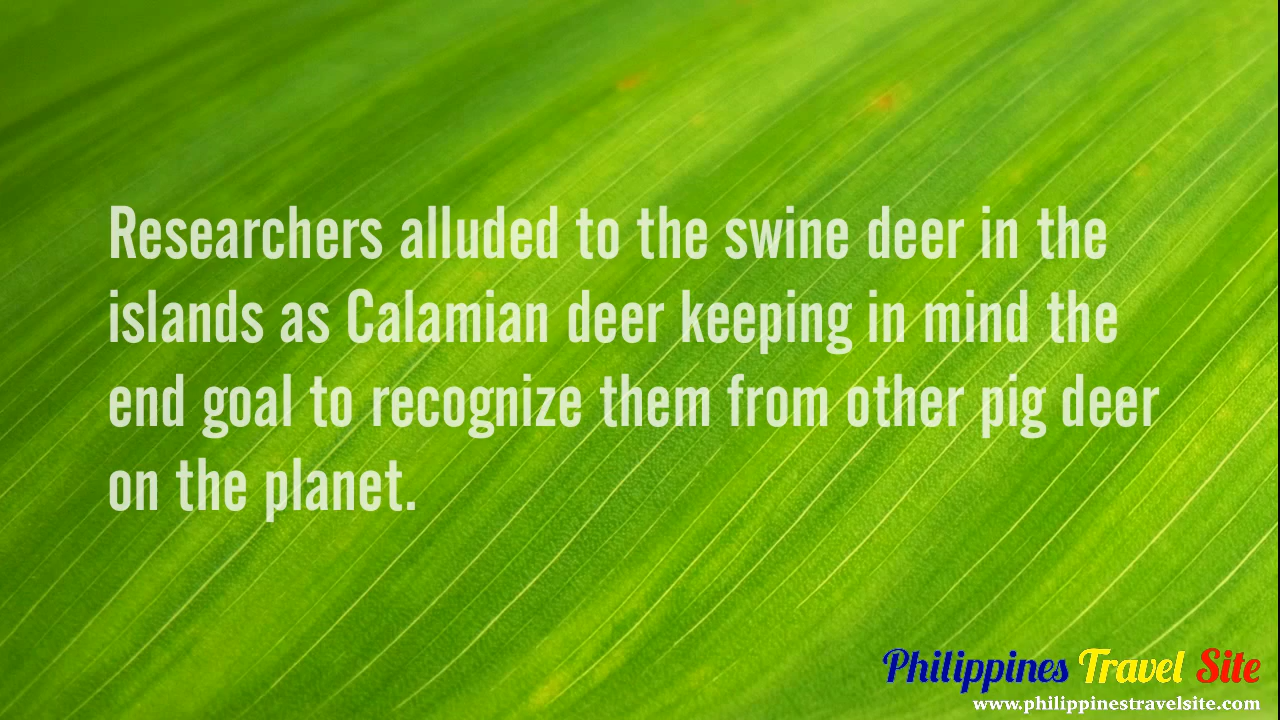 Researchers alluded to the swine deer in the
islands as Calamian deer keeping in mind the
end goal to recognize them from other pig deer
on the planet.
Philippines Travel Site
www.philippinestravelsite.com